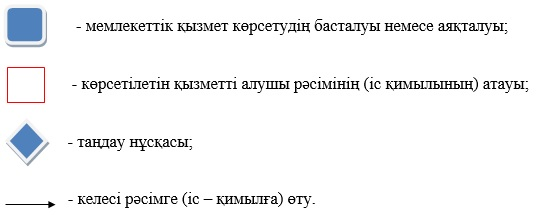 - мемлекеттік қызмет көрсетудің басталуы немесе аяқталуы;
- көрсетілетін қызметті алушы рәсімінің (іс қимылының) атауы;
- таңдау нұсқасы;
- келесі рәсімге (іс – қимылға) өту.